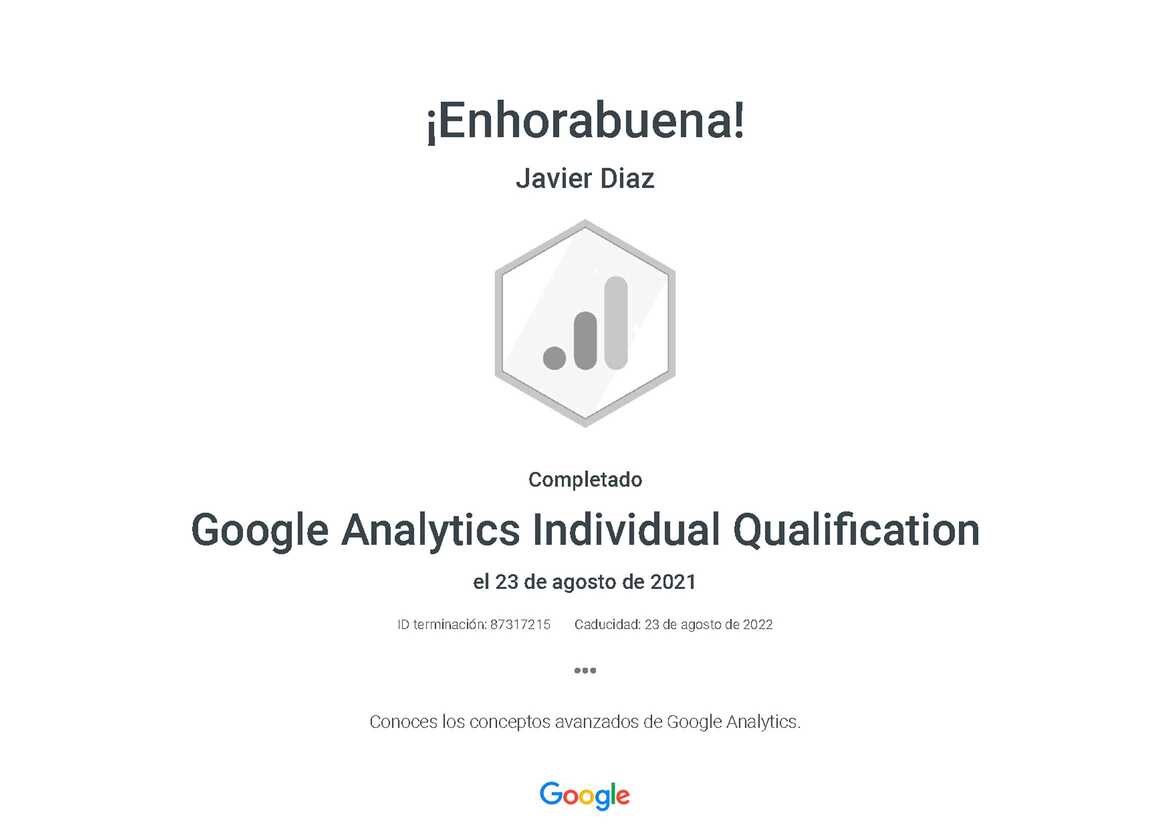 ¡Enhorabuena!
Javier Diaz
Completado
Google Analytics Individual Qualification
el 23 de agosto de 2021
ID terminación: 87317215 Caducidad: 23 de agosto de 2022
•••
Conoces los conceptos avanzados de Google Analytics.
Google